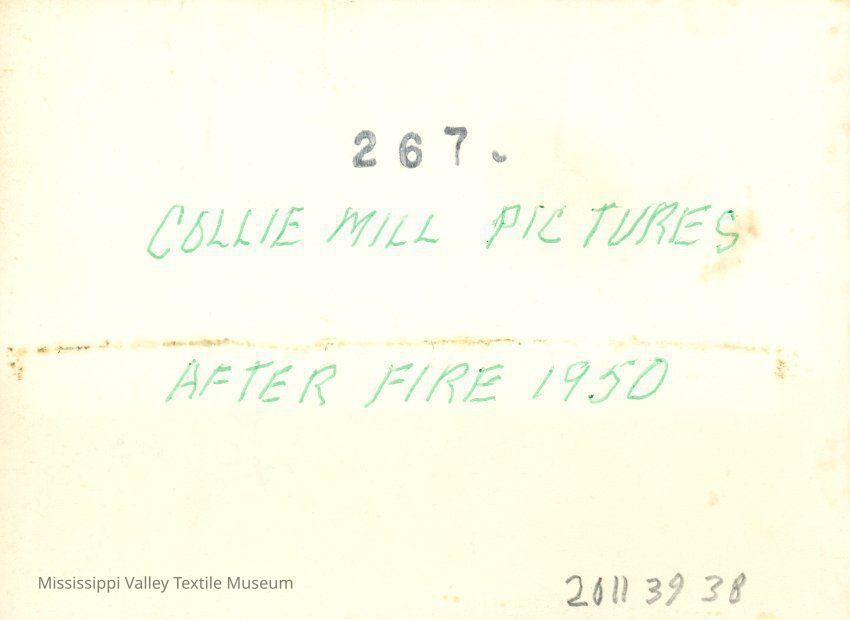 267.
COLLIE MILL PICTURES
AFTER FIRE 1950
Mississippi Valley Textile Museum
2011 39 38